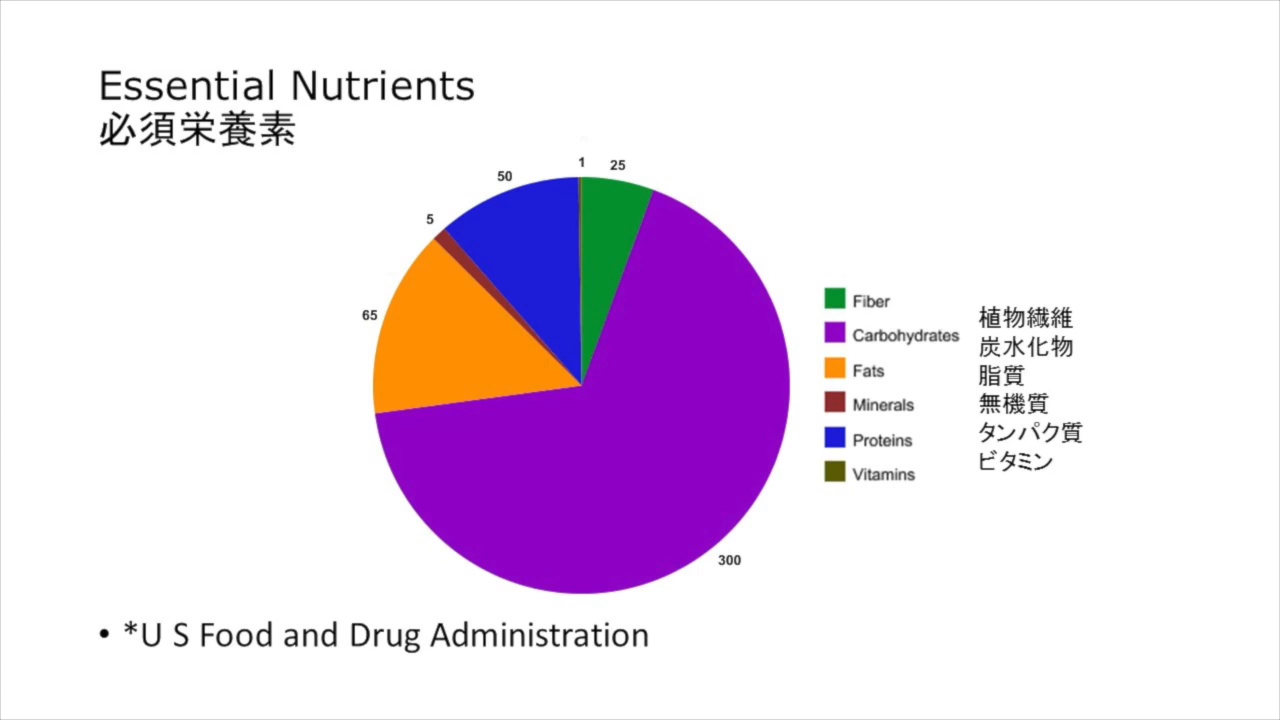 Essential Nutrients
必須栄養素
1
25
50
5
65
300
Fiber
Carbohydrates
Fats
Minerals
Proteins
Vitamins
植物繊維
炭水化物
脂質
無機質
タンパク質
ビタミン
• *U S Food and Drug Administration